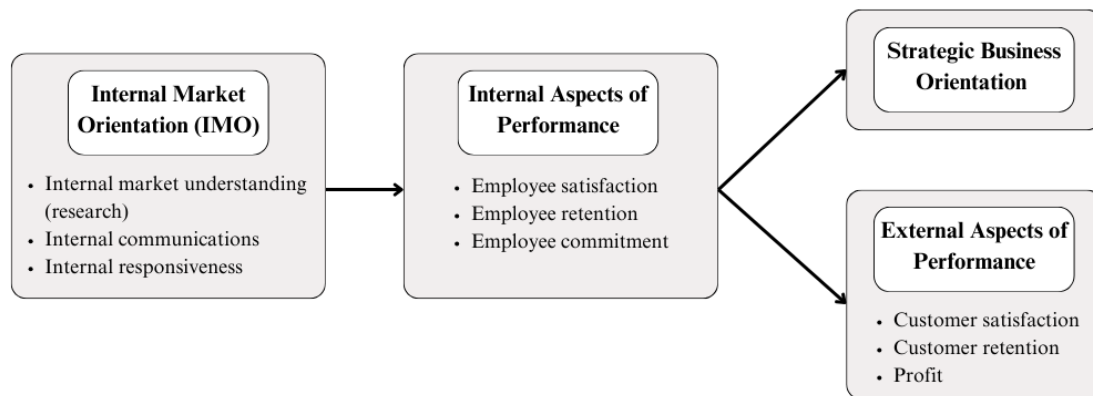 Internal Market
Orientation (IMO)
• Internal market understanding
(research)
• Internal communications
• Internal responsiveness
Internal Aspects of
Performance
• Employee satisfaction
• Employee retention
• Employee commitment
Strategic Business
Orientation
External Aspects of
Performance
• Customer satisfaction
• Customer retention
• Profit